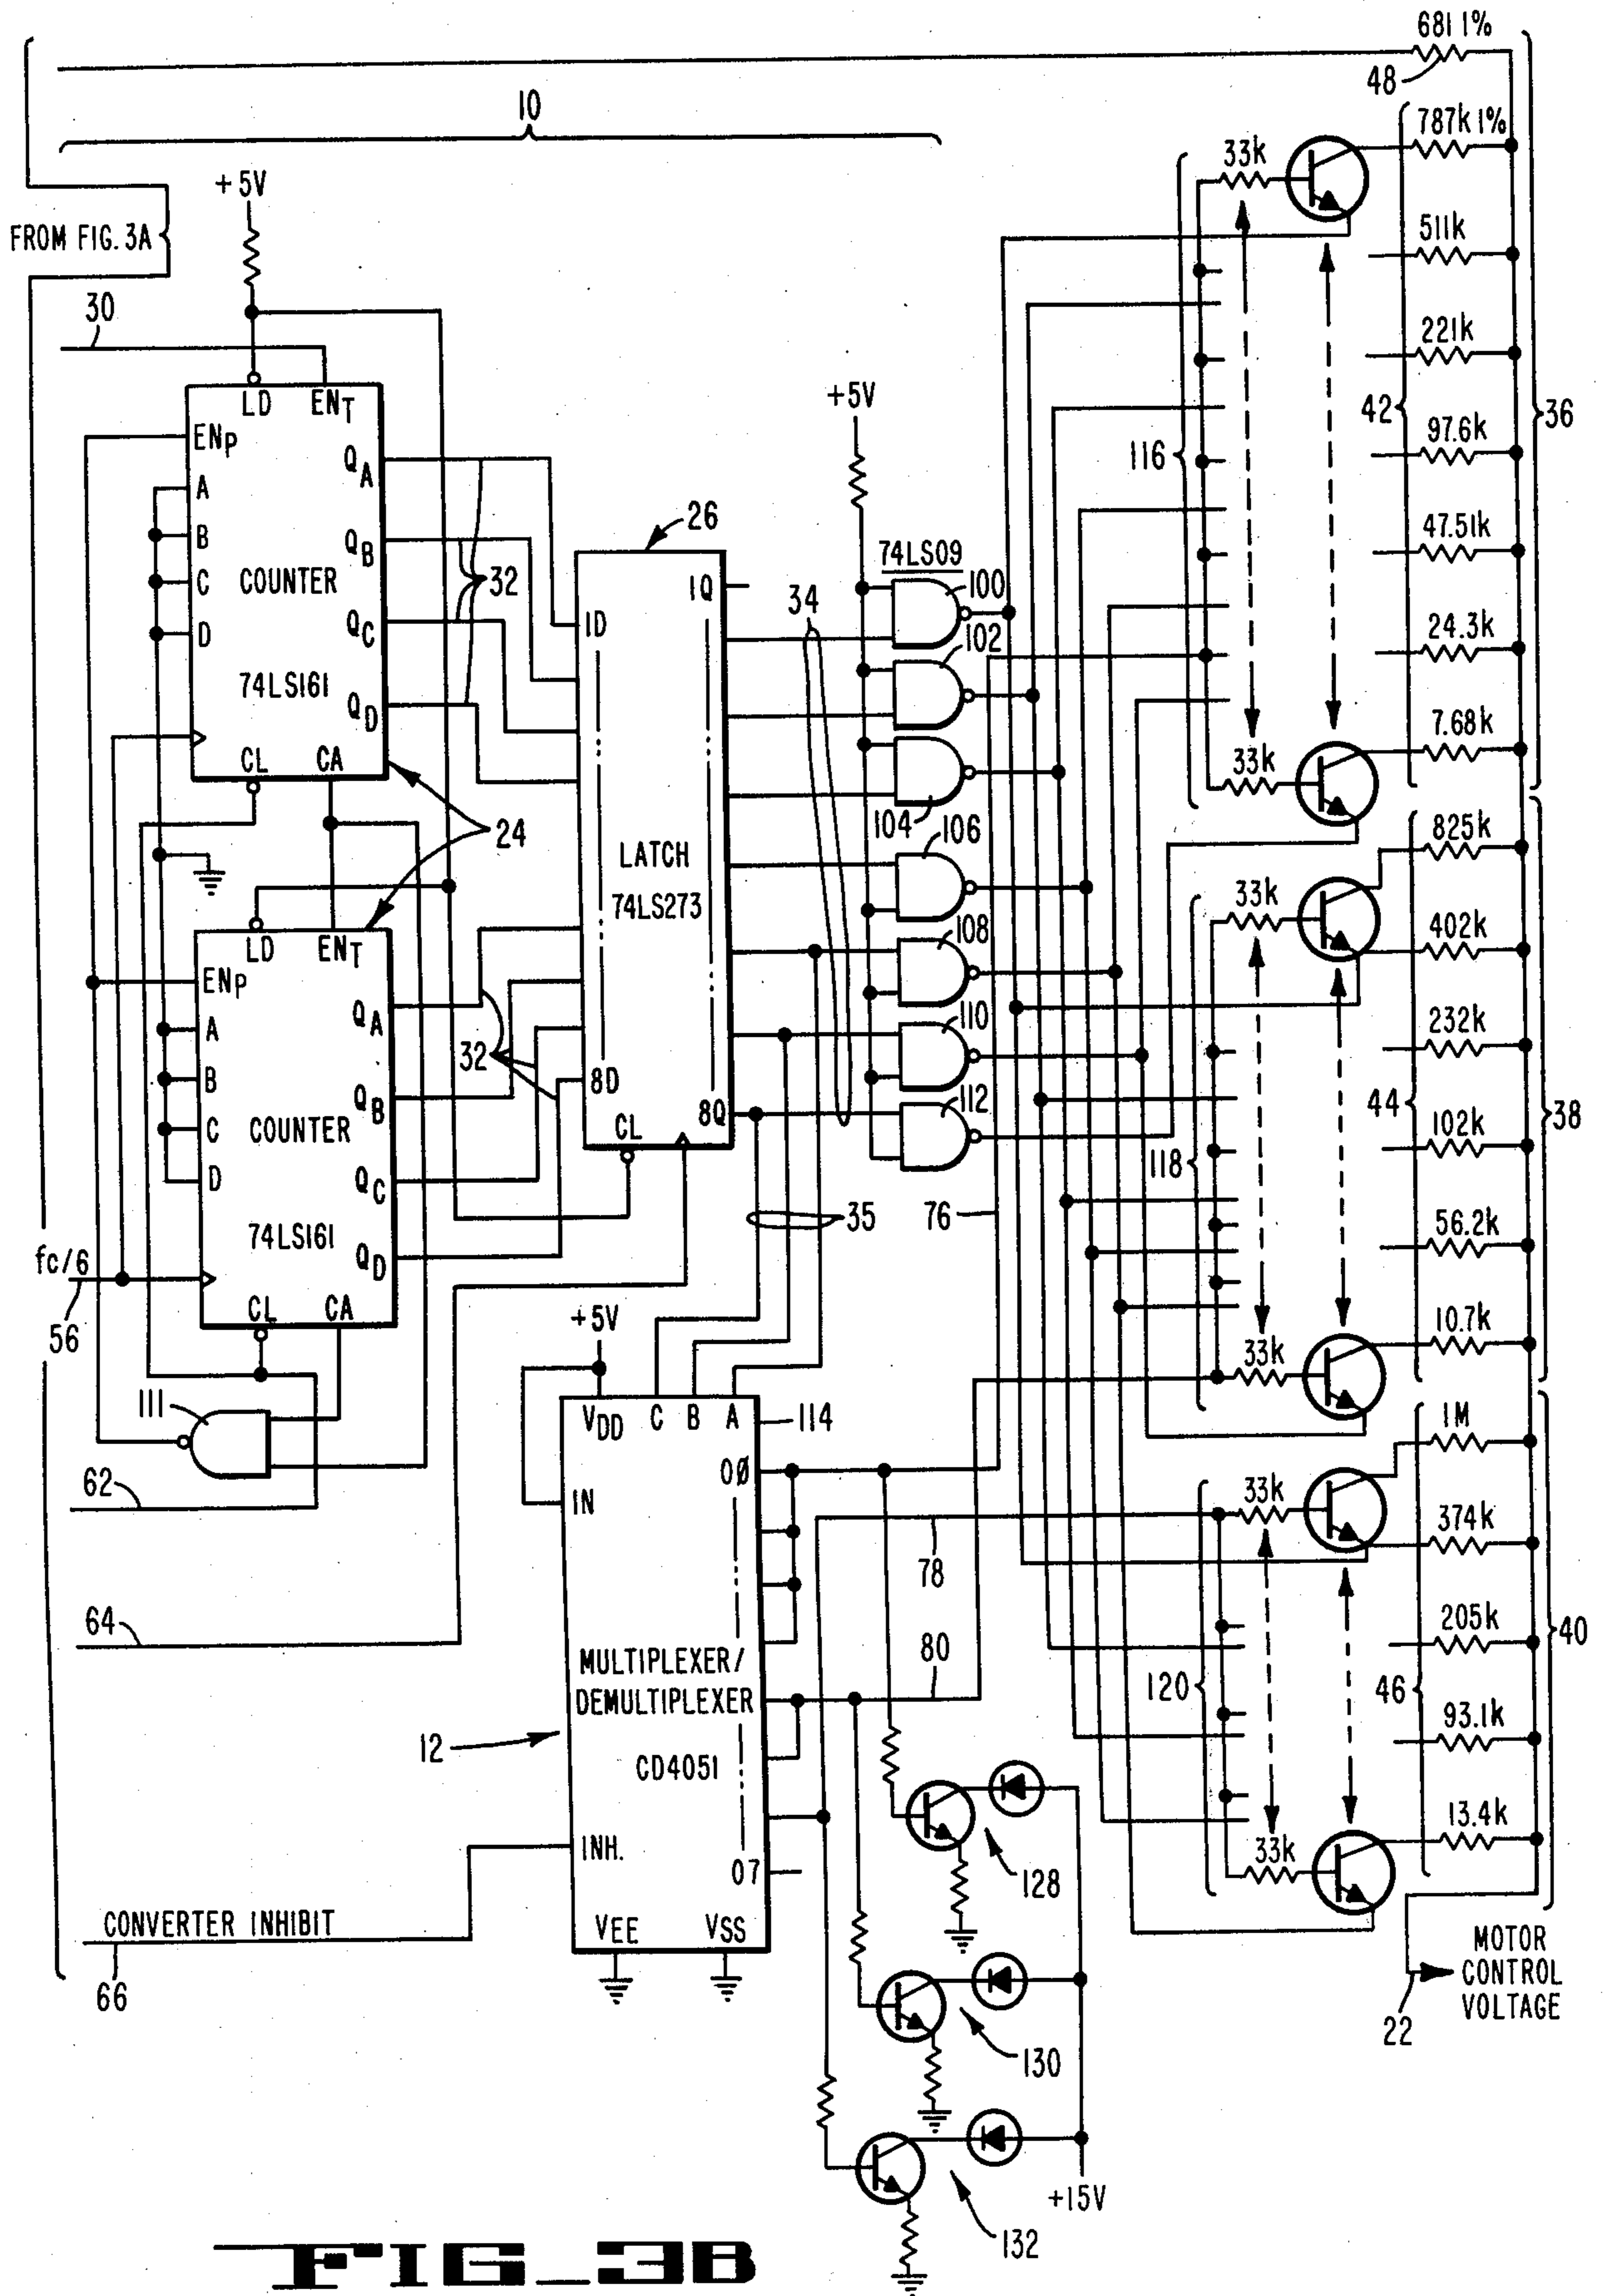 681 1%
48
10
787k 1%
33k
+5V
FROM FIG. 3A
511k
30
221k
LD
ENT
+5V
42
36
ENP
97.6k
A
QA
116
B
QB
26
47.51k
C
COUNTER
32
74LS09
1Q
100
34
D
QC
1D
24.3k
102
74LS161
QD
7.68k
33k
CL
CA
104
24
106
825k
LATCH
33k
74LS273
108
402k
LD
ENT
ENP
QA
A
110
232k
32
B
QB
8D
112
44
38
COUNTER
8Q
102k
C
CL
118
D
QC
35
76
56.2k
74LS161
fc/6
QD
+5V
CL
CA
10.7k
56
33k
111
VDD
C
B
A
114
1M
0Ø
62
IN
33k
374k
78
64
205k
80
40
MULTIPLEXER/
DEMULTIPLEXER
120
46
12
93.1k
CD4051
13.4k
INH.
33k
07
128
CONVERTER INHIBIT
VEE
VSS
MOTOR
CONTROL
VOLTAGE
66
22
130
+15V
132
FIG_3B